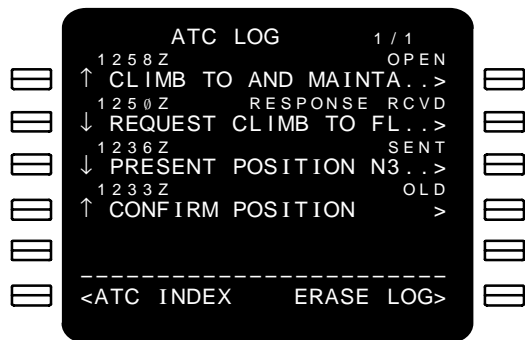 ATC LOG 1/1
1258Z OPEN
↑ CLIMB TO AND MAINTA..>
125øZ RESPONSE RCVD
↓ REQUEST CLIMB TO FL..>
1236Z SENT
↓ PRESENT POSITION N3..>
1233Z OLD
↑ CONFIRM POSITION >
------------------------
<ATC INDEX ERASE LOG>